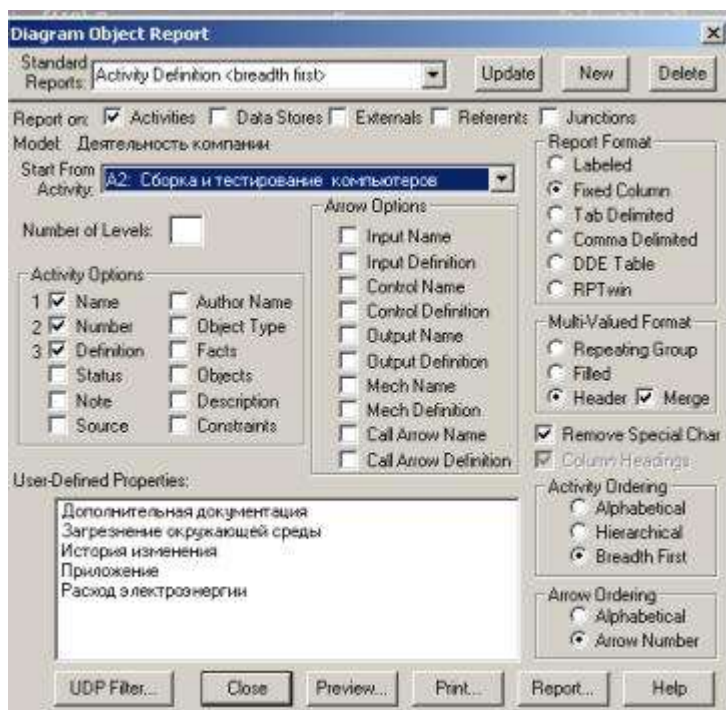 Diagram Object Report
Standard Reports: Activity Definition <breadth first> Update New Delete
Report on: Activities Data Stores Externals Referents Junctions
Model: Деятельность компании
Start From Activity: A2: Сборка и тестирование компьютеров
Number of Levels:
Activity Options
1 Name Author Name
2 Number Object Type
3 Definition Facts
Status Objects
Note Description
Source Constraints
Arrow Options
Input Name
Input Definition
Control Name
Control Definition
Output Name
Output Definition
Mech Name
Mech Definition
Call Arrow Name
Call Arrow Definition
Report Format
Labeled
Fixed Column
Tab Delimited
Comma Delimited
DDE Table
RPTwin
Multi-Valued Format
Repeating Group
Filled
Header Merge
Remove Special Char
Column Headings
Activity Ordering
Alphabetical
Hierarchical
Breadth First
Arrow Ordering
Alphabetical
Arrow Number
User-Defined Properties:
Дополнительная документация
Загрезнение окружающей среды
История изменения
Приложение
Расход электроэнергии
UDP Filter... Close Preview... Print... Report... Help